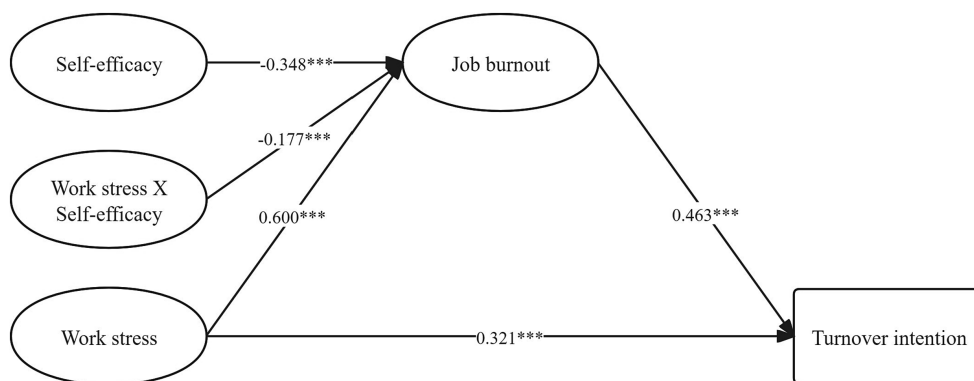 Self-efficacy
-0.348***
Job burnout
-0.177***
Work stress X
Self-efficacy
0.600***
0.463***
Work stress
0.321***
Turnover intention